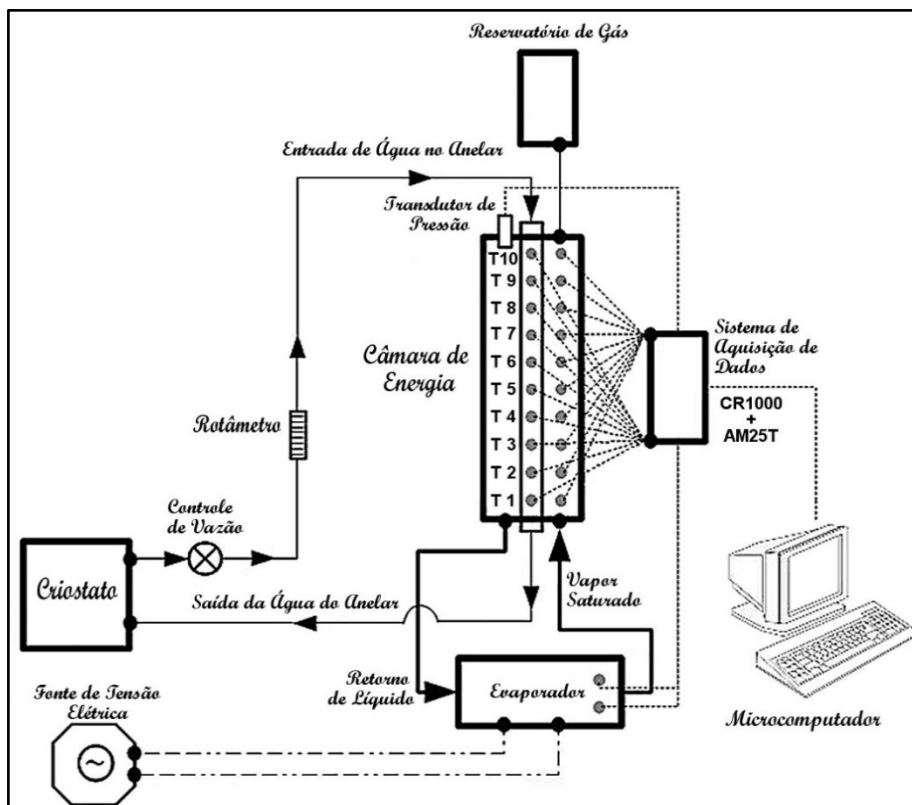 Reservatório de Gás
Entrada de Água no Anelar
Transdutor de
Pressão
T10
T 9
T 8
T 7
T 6
T 5
T 4
T 3
T 2
T 1
Câmara de
Energia
Sistema de
Aquisição de
Dados
CR1000
+
AM25T
Rotâmetro
Controle
de Vazão
Criostato
Saída da Água do Anelar
Vapor
Saturado
Retorno
de Líquido
Evaporador
Fonte de Tensão
Elétrica
Microcomputador